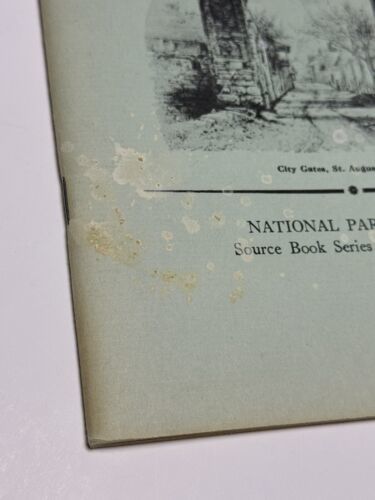 City Gates, St. Augus
NATIONAL PAR
Source Book Series